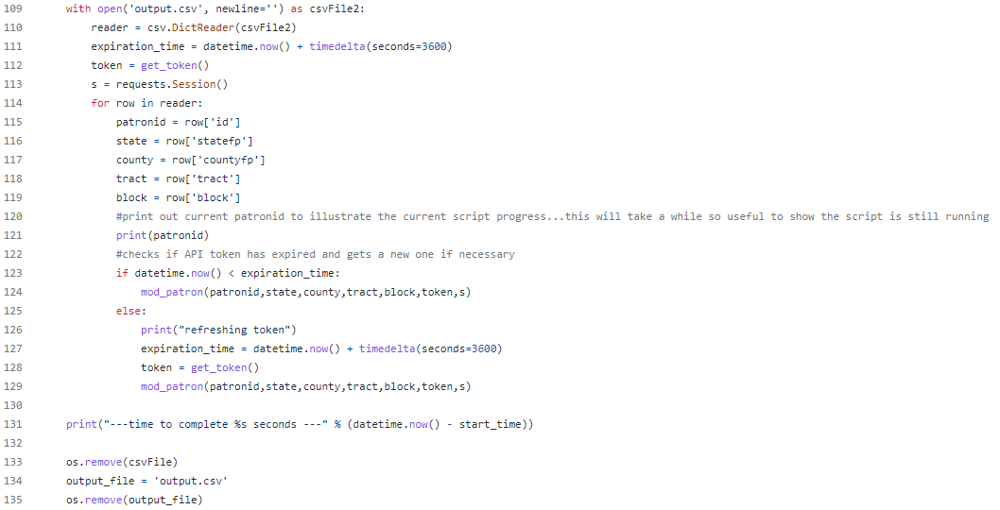 109 with open('output.csv', newline='') as csvFile2:
110 reader = csv.DictReader(csvFile2)
111 expiration_time = datetime.now() + timedelta(seconds=3600)
112 token = get_token()
113 s = requests.Session()
114 for row in reader:
115 patronid = row['id']
116 state = row['statefp']
117 county = row['countyfp']
118 tract = row['tract']
119 block = row['block']
120 #print out current patronid to illustrate the current script progress...this will take a while so useful to show the script is still running
121 print(patronid)
122 #checks if API token has expired and gets a new one if necessary
123 if datetime.now() < expiration_time:
124 mod_patron(patronid,state,county,tract,block,token,s)
125 else:
126 print("refreshing token")
127 expiration_time = datetime.now() + timedelta(seconds=3600)
128 token = get_token()
129 mod_patron(patronid,state,county,tract,block,token,s)
130
131 print("---time to complete %s seconds ---" % (datetime.now() - start_time))
132
133 os.remove(csvFile)
134 output_file = 'output.csv'
135 os.remove(output_file)